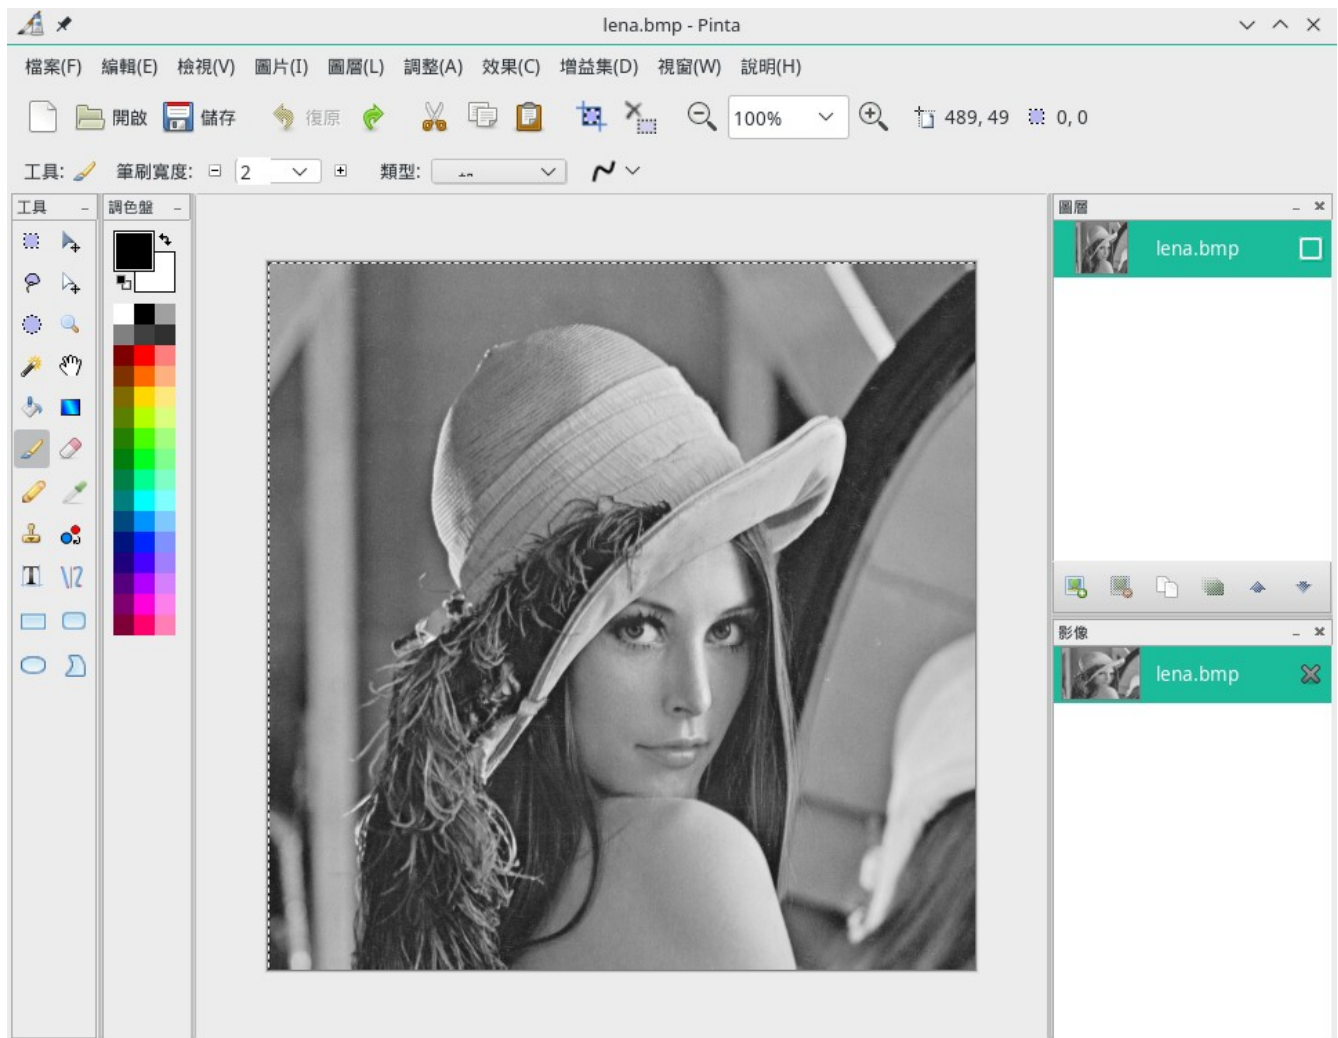 lena.bmp - Pinta
檔案(F) 編輯(E) 檢視(V) 圖片(I) 圖層(L) 調整(A) 效果(C) 增益集(D) 視窗(W) 說明(H)
開啟 儲存 復原 100% 489, 49 0, 0
工具: 筆刷寬度: 2 類型:
工具 調色盤 圖層
lena.bmp
影像
lena.bmp